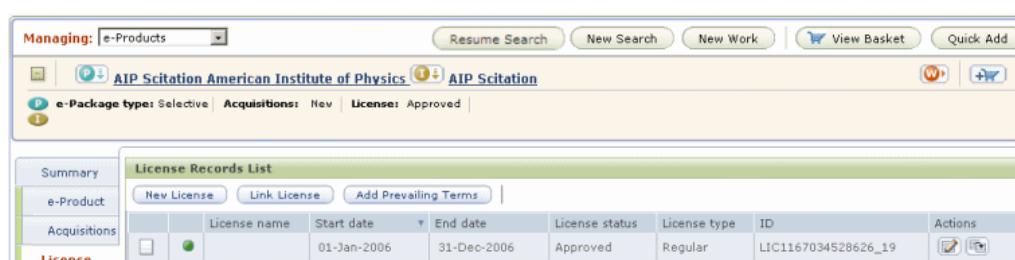 Managing: e-Products Resume Search New Search New Work View Basket Quick Add
P AIP Scitation American Institute of Physics I AIP Scitation W
P e-Package type: Selective Acquisitions: New License: Approved
I
Summary
License Records List
e-Product
New License Link License Add Prevailing Terms
Acquisitions
License name Start date End date License status License type ID Actions
01-Jan-2006 31-Dec-2006 Approved Regular LIC1167034528626_19
License